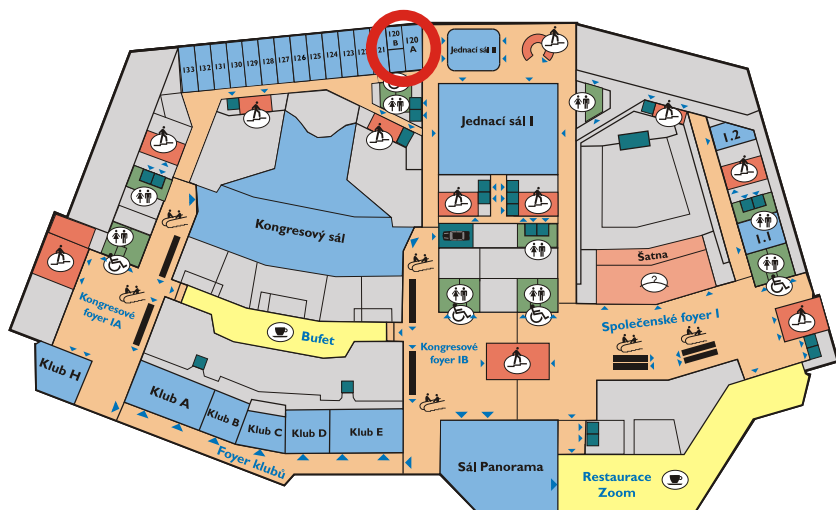 120
B
120
A
133
132
131
130
129
128
127
126
125
124
123
21
Jednací sál II
Jednací sál I
1.2
1.1
Kongresový sál
Šatna
Kongresové
foyer IA
Bufet
Kongresové
foyer IB
Společenské foyer I
Klub H
Klub A
Klub B
Klub C
Klub D
Klub E
Foyer klubů
Sál Panorama
Restaurace
Zoom